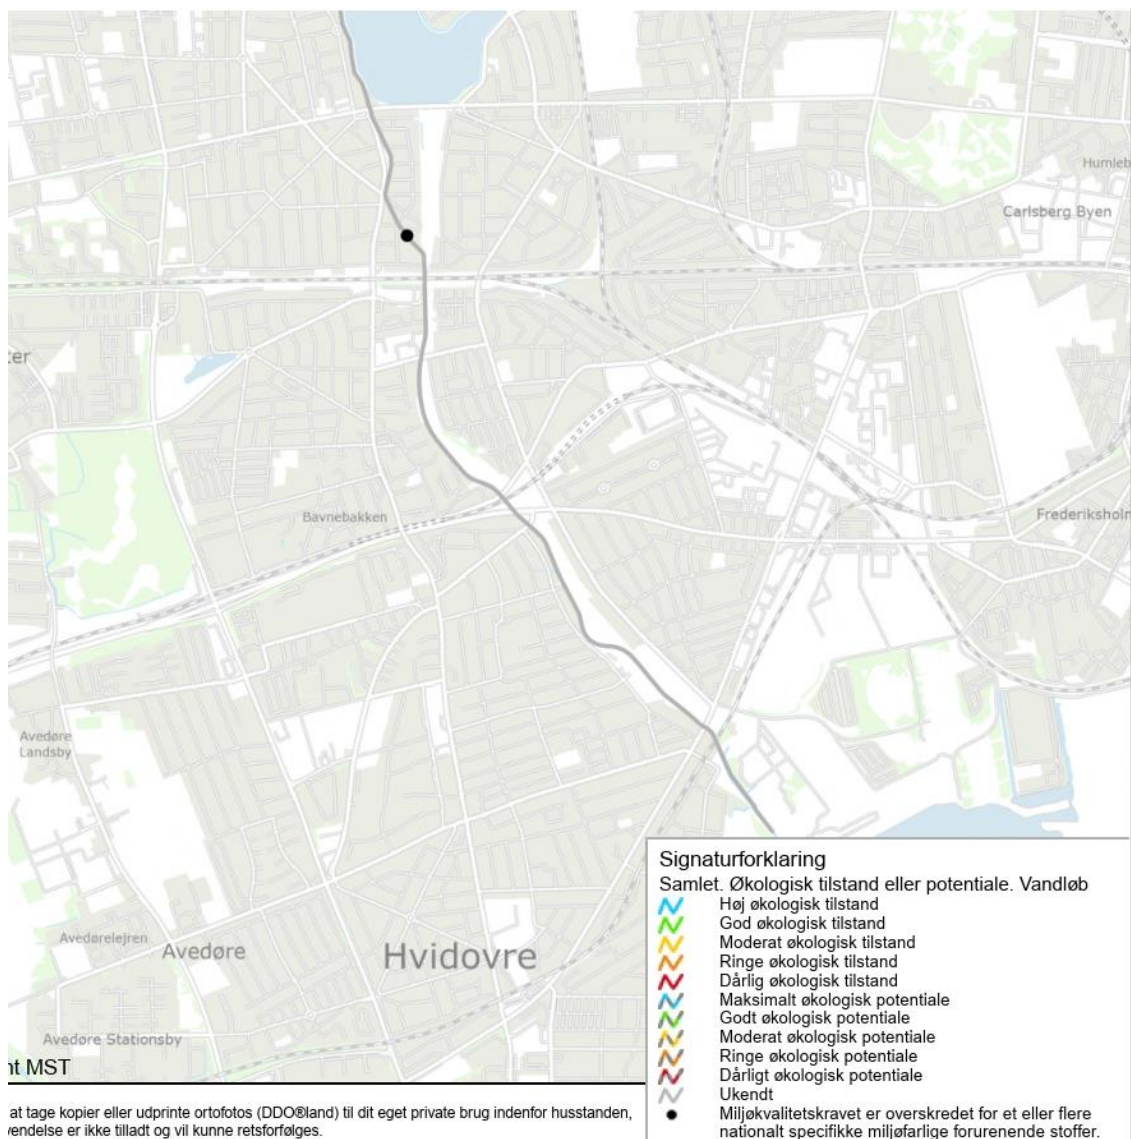 Humleb
Carlsberg Byen
ter
Bavnebakken
Frederikshol
Avedøre
Landsby
Avedørelejren
Avedøre
Hvidovre
Avedøre Stationsby
nt MST
at tage kopier eller udprinte ortofotos (DDO®land) til dit eget private brug indenfor husstanden,
vendelse er ikke tilladt og vil kunne retsforfølges.
Signaturforklaring
Samlet. Økologisk tilstand eller potentiale. Vandløb
Høj økologisk tilstand
God økologisk tilstand
Moderat økologisk tilstand
Ringe økologisk tilstand
Dårlig økologisk tilstand
Maksimalt økologisk potentiale
Godt økologisk potentiale
Moderat økologisk potentiale
Ringe økologisk potentiale
Dårligt økologisk potentiale
Ukendt
Miljøkvalitetskravet er overskredet for et eller flere
nationalt specifikke miljøfarlige forurenende stoffer.